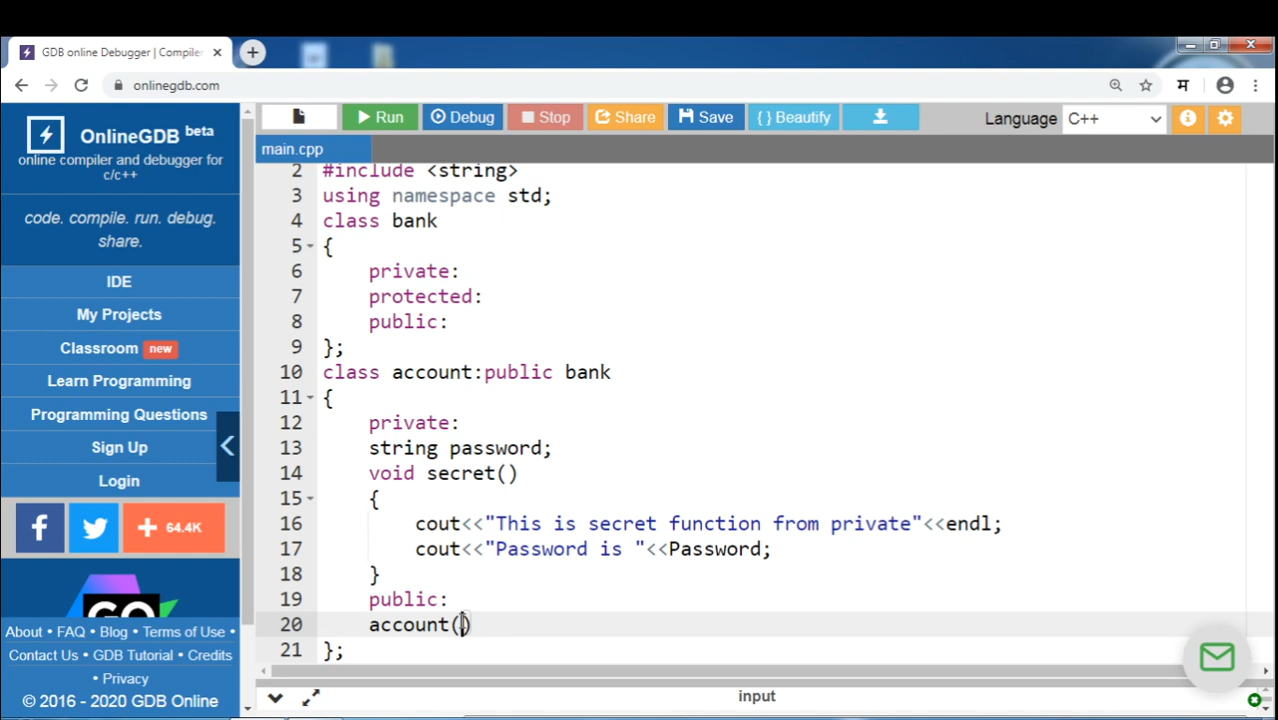 GDB online Debugger | Compiler
onlinegdb.com
म
OnlineGDB beta
online compiler and debugger for
c/c++
code. compile. run. debug.
share.
IDE
My Projects
Classroom new
Learn Programming
Programming Questions
Sign Up
Login
64.4K
GO
About • FAQ • Blog • Terms of Use •
Contact Us • GDB Tutorial • Credits
• Privacy
© 2016 - 2020 GDB Online
Run Debug Stop Share Save { } Beautify Language C++
main.cpp
2 #include <string>
3 using namespace std;
4 class bank
5 {
6 private:
7 protected:
8 public:
9 };
10 class account:public bank
11 {
12 private:
13 string password;
14 void secret()
15 {
16 cout<<"This is secret function from private"<<endl;
17 cout<<"Password is "<<Password;
18 }
19 public:
20 account()
21 };
input